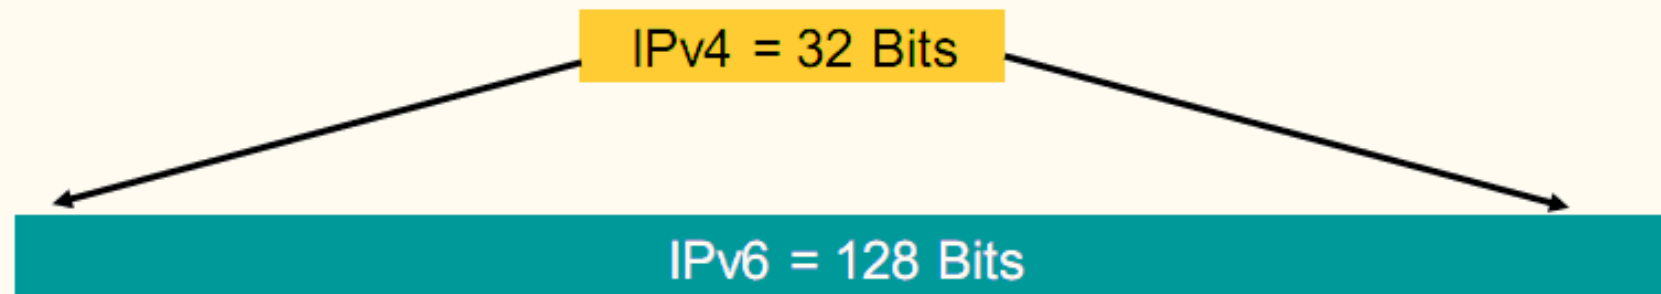 IPv4 = 32 Bits
IPv6 = 128 Bits